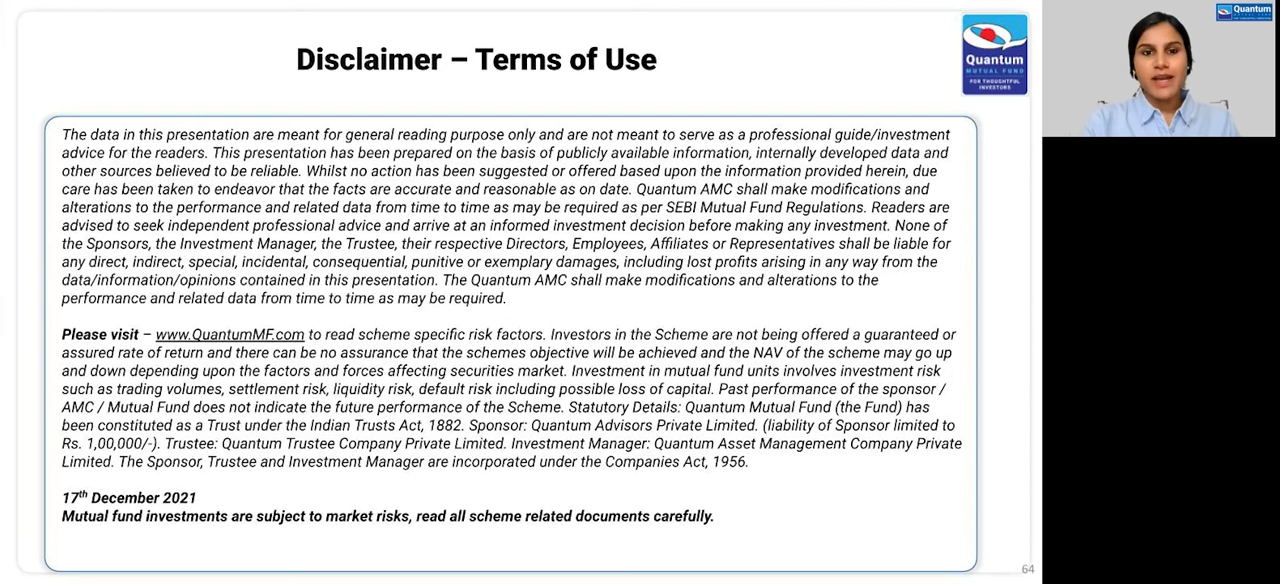 Disclaimer – Terms of Use
Quantum
MUTUAL FUND
FOR THOUGHTFUL
INVESTORS
Quantum
MUTUAL FUND
The data in this presentation are meant for general reading purpose only and are not meant to serve as a professional guide/investment
advice for the readers. This presentation has been prepared on the basis of publicly available information, internally developed data and
other sources believed to be reliable. Whilst no action has been suggested or offered based upon the information provided herein, due
care has been taken to endeavor that the facts are accurate and reasonable as on date. Quantum AMC shall make modifications and
alterations to the performance and related data from time to time as may be required as per SEBI Mutual Fund Regulations. Readers are
advised to seek independent professional advice and arrive at an informed investment decision before making any investment. None of
the Sponsors, the Investment Manager, the Trustee, their respective Directors, Employees, Affiliates or Representatives shall be liable for
any direct, indirect, special, incidental, consequential, punitive or exemplary damages, including lost profits arising in any way from the
data/information/opinions contained in this presentation. The Quantum AMC shall make modifications and alterations to the
performance and related data from time to time as may be required.
Please visit – www.QuantumMF.com to read scheme specific risk factors. Investors in the Scheme are not being offered a guaranteed or
assured rate of return and there can be no assurance that the schemes objective will be achieved and the NAV of the scheme may go up
and down depending upon the factors and forces affecting securities market. Investment in mutual fund units involves investment risk
such as trading volumes, settlement risk, liquidity risk, default risk including possible loss of capital. Past performance of the sponsor /
AMC / Mutual Fund does not indicate the future performance of the Scheme. Statutory Details: Quantum Mutual Fund (the Fund) has
been constituted as a Trust under the Indian Trusts Act, 1882. Sponsor: Quantum Advisors Private Limited. (liability of Sponsor limited to
Rs. 1,00,000/-). Trustee: Quantum Trustee Company Private Limited. Investment Manager: Quantum Asset Management Company Private
Limited. The Sponsor, Trustee and Investment Manager are incorporated under the Companies Act, 1956.
17th December 2021
Mutual fund investments are subject to market risks, read all scheme related documents carefully.
64